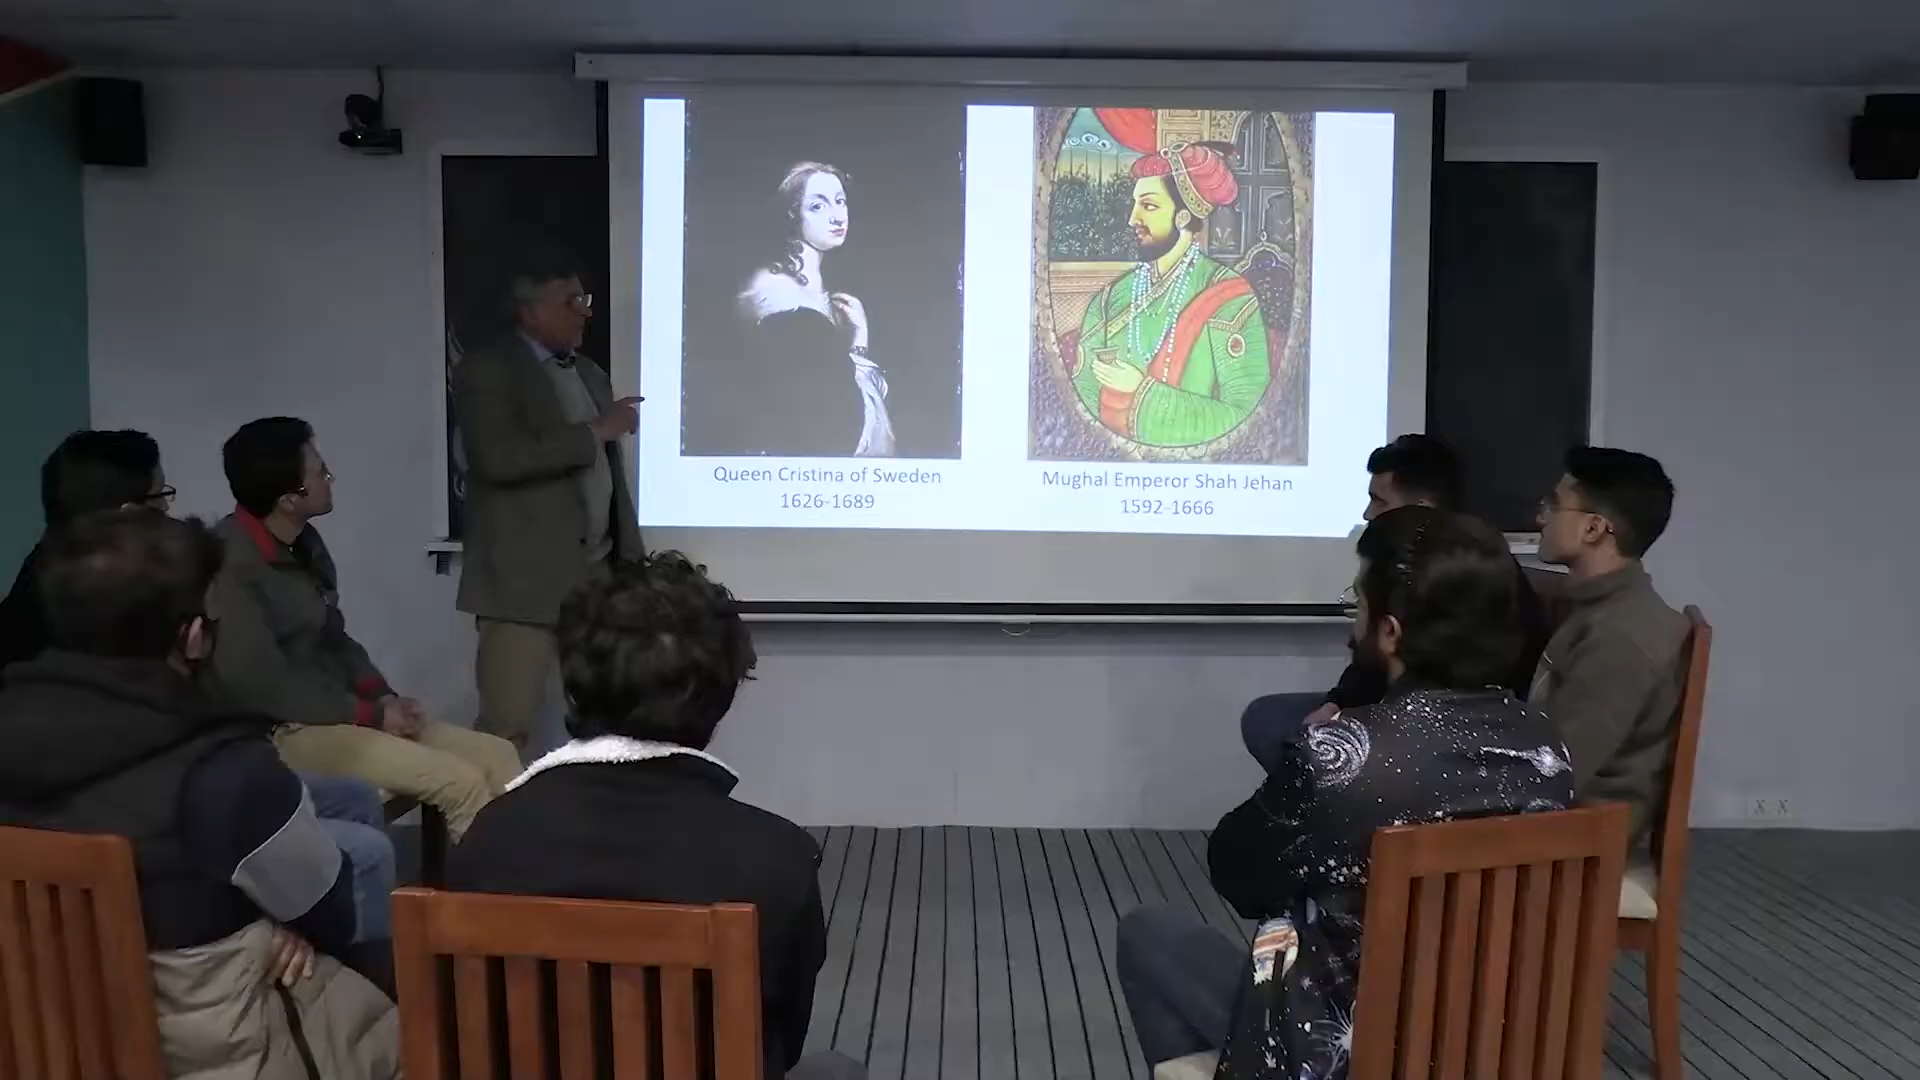 Queen Cristina of Sweden
1626-1689
Mughal Emperor Shah Jehan
1592-1666